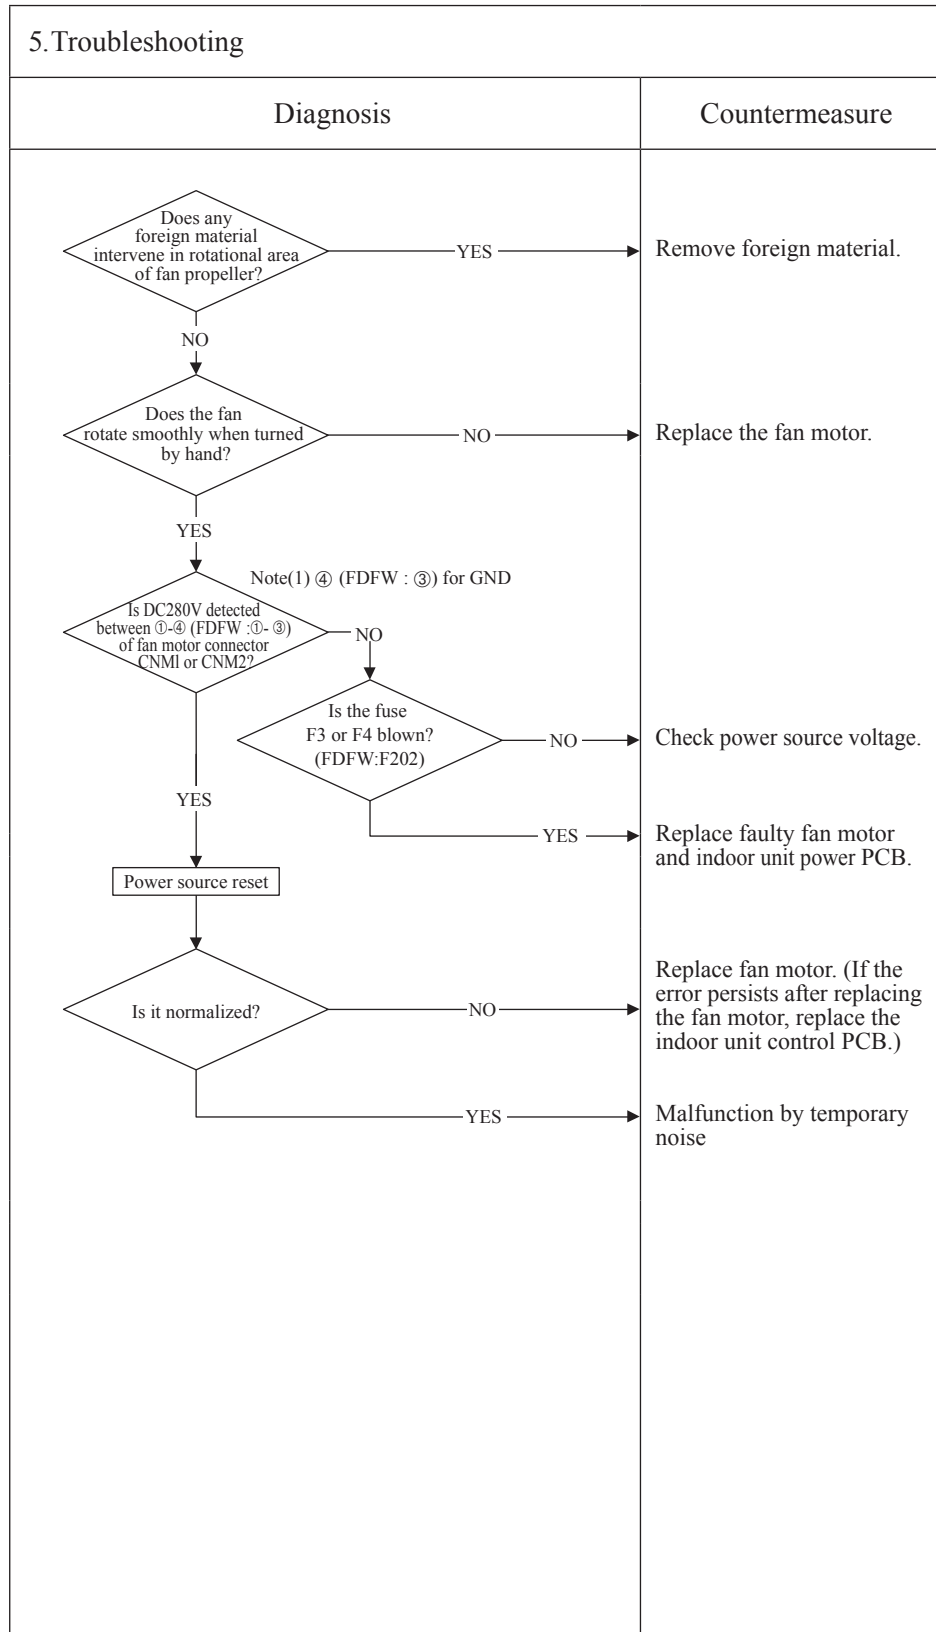 5.Troubleshooting
Diagnosis
Countermeasure
Does any
foreign material
intervene in rotational area
of fan propeller?
YES
Remove foreign material.
NO
Does the fan
rotate smoothly when turned
by hand?
NO
Replace the fan motor.
YES
Note(1) ④ (FDFW : ③) for GND
Is DC280V detected
between ①-④ (FDFW :①- ③)
of fan motor connector
CNMl or CNM2?
NO
Is the fuse
F3 or F4 blown?
(FDFW:F202)
NO
Check power source voltage.
YES
YES
Replace faulty fan motor
and indoor unit power PCB.
Power source reset
Is it normalized?
NO
Replace fan motor. (If the
error persists after replacing
the fan motor, replace the
indoor unit control PCB.)
YES
Malfunction by temporary
noise